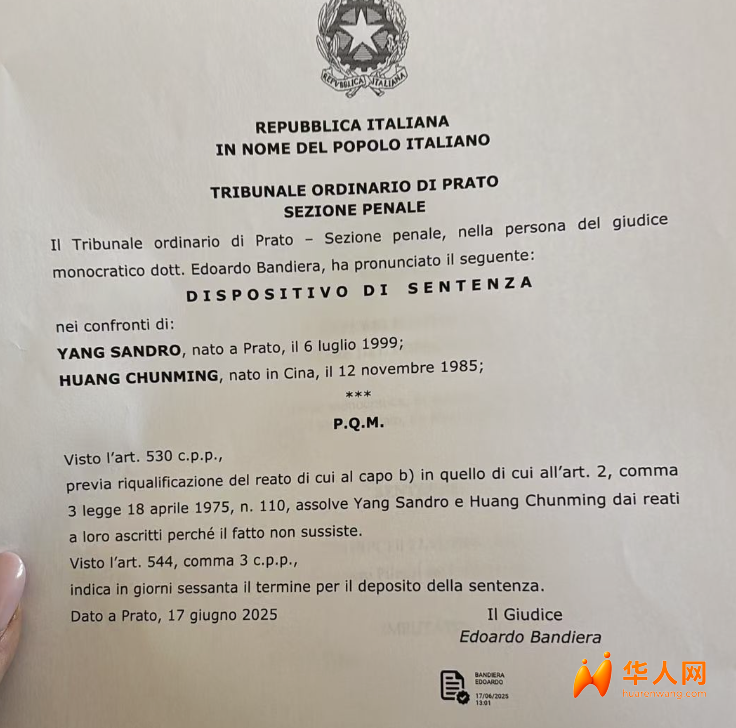 REPVBBLICA ITALIANA
REPUBBLICA ITALIANA
IN NOME DEL POPOLO ITALIANO
TRIBUNALE ORDINARIO DI PRATO
SEZIONE PENALE
Il Tribunale ordinario di Prato – Sezione penale, nella persona del giudice
monocratico dott. Edoardo Bandiera, ha pronunciato il seguente:
DISPOSITIVO DI SENTENZA
nei confronti di:
YANG SANDRO, nato a Prato, il 6 luglio 1999;
HUANG CHUNMING, nato in Cina, il 12 novembre 1985;
***
P.Q.M.
Visto l'art. 530 c.p.p.,
previa riqualificazione del reato di cui al capo b) in quello di cui all'art. 2, comma
3 legge 18 aprile 1975, n. 110, assolve Yang Sandro e Huang Chunming dai reati
a loro ascritti perché il fatto non sussiste.
Visto l'art. 544, comma 3 c.p.p.,
indica in giorni sessanta il termine per il deposito della sentenza.
Dato a Prato, 17 giugno 2025
Il Giudice
Edoardo Bandiera
BANDIERA
EDOARDO
17/06/2025
13:01
华人网
huarenwang.com